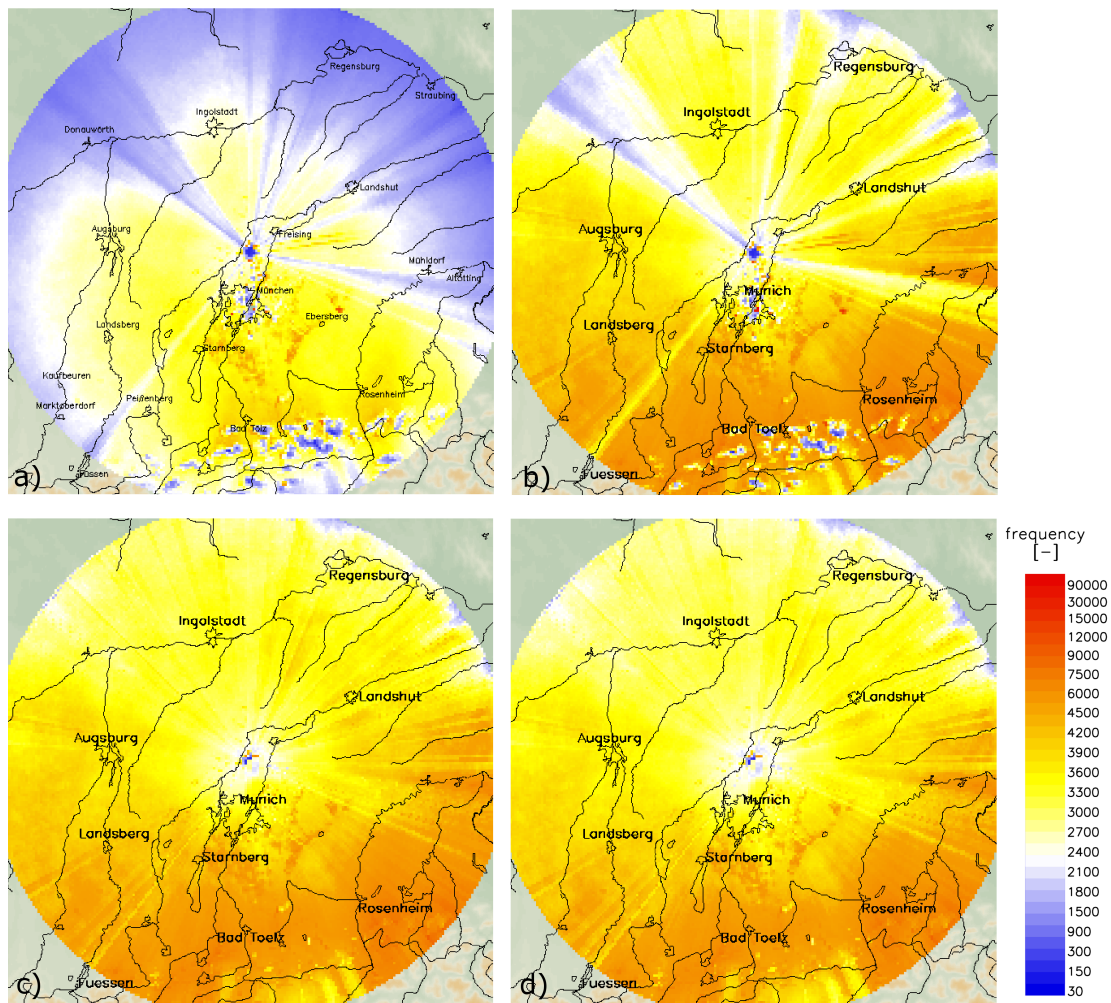 Regensburg
Straubing
Ingolstadt
Donauwörth
Landshut
Augsburg
Freising
Mühldorf
Altötting
München
Ebersberg
Landsberg
Starnberg
Kaufbeuren
Peißenberg
Rosenheim
Marktoberdorf
Bad Tölz
Füssen
a)
Regensburg
Ingolstadt
Landshut
Augsburg
Munich
Landsberg
Starnberg
Rosenheim
Bad Toelz
Fuessen
b)
Regensburg
Ingolstadt
Landshut
Augsburg
Munich
Landsberg
Starnberg
Rosenheim
Bad Toelz
Fuessen
c)
Regensburg
Ingolstadt
Landshut
Augsburg
Munich
Landsberg
Starnberg
Rosenheim
Bad Toelz
Fuessen
d)
frequency
[-]
90000
30000
15000
12000
9000
7500
6000
4500
4200
3900
3600
3300
3000
2700
2400
2100
1800
1500
900
300
150
30